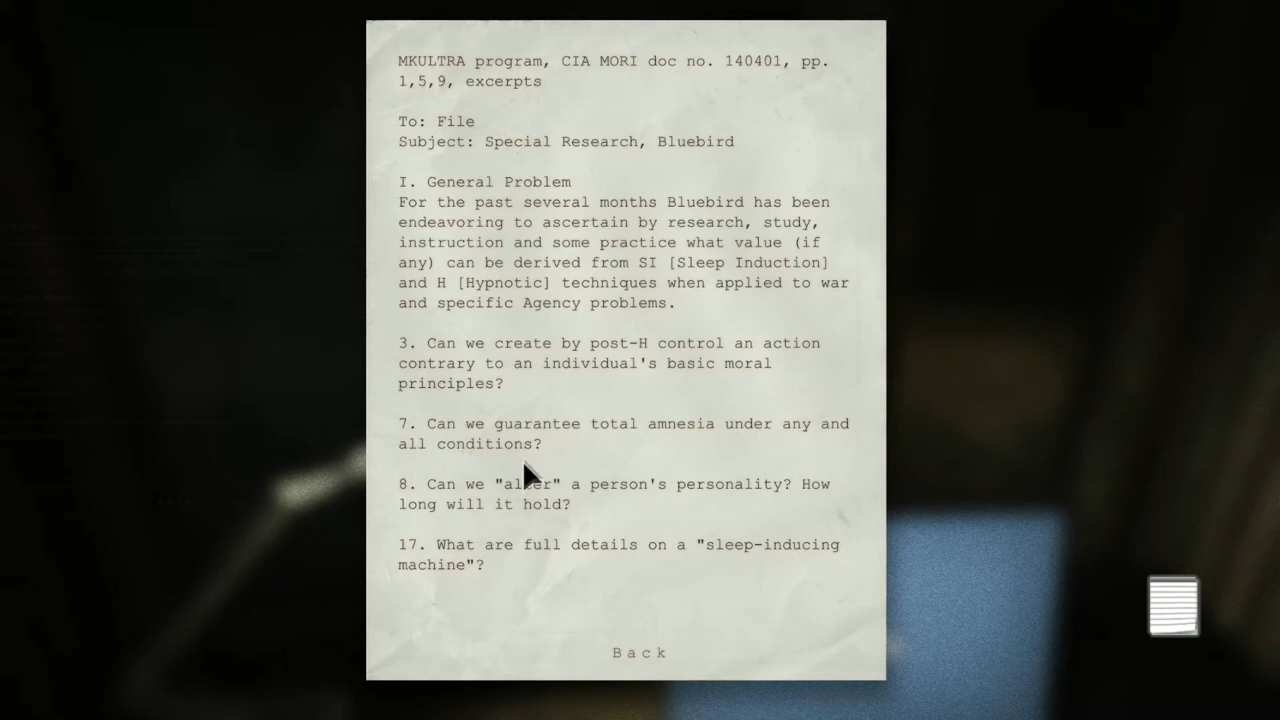 MKULTRA program, CIA MORI doc no. 140401, pp.
1,5,9, excerpts
To: File
Subject: Special Research, Bluebird
I. General Problem
For the past several months Bluebird has been
endeavoring to ascertain by research, study,
instruction and some practice what value (if
any) can be derived from SI [Sleep Induction]
and H [Hypnotic] techniques when applied to war
and specific Agency problems.
3. Can we create by post-H control an action
contrary to an individual's basic moral
principles?
7. Can we guarantee total amnesia under any and
all conditions?
8. Can we "alter" a person's personality? How
long will it hold?
17. What are full details on a "sleep-inducing
machine"?
Back